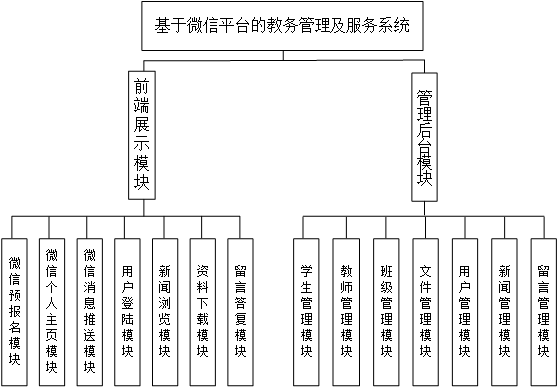 基于微信平台的教务管理及服务系统
前端展示模块
管理后台模块
微信预报名模块
微信个人主页模块
微信消息推送模块
用户登陆模块
新闻浏览模块
资料下载模块
留言答复模块
学生管理模块
教师管理模块
班级管理模块
文件管理模块
用户管理模块
新闻管理模块
留言管理模块